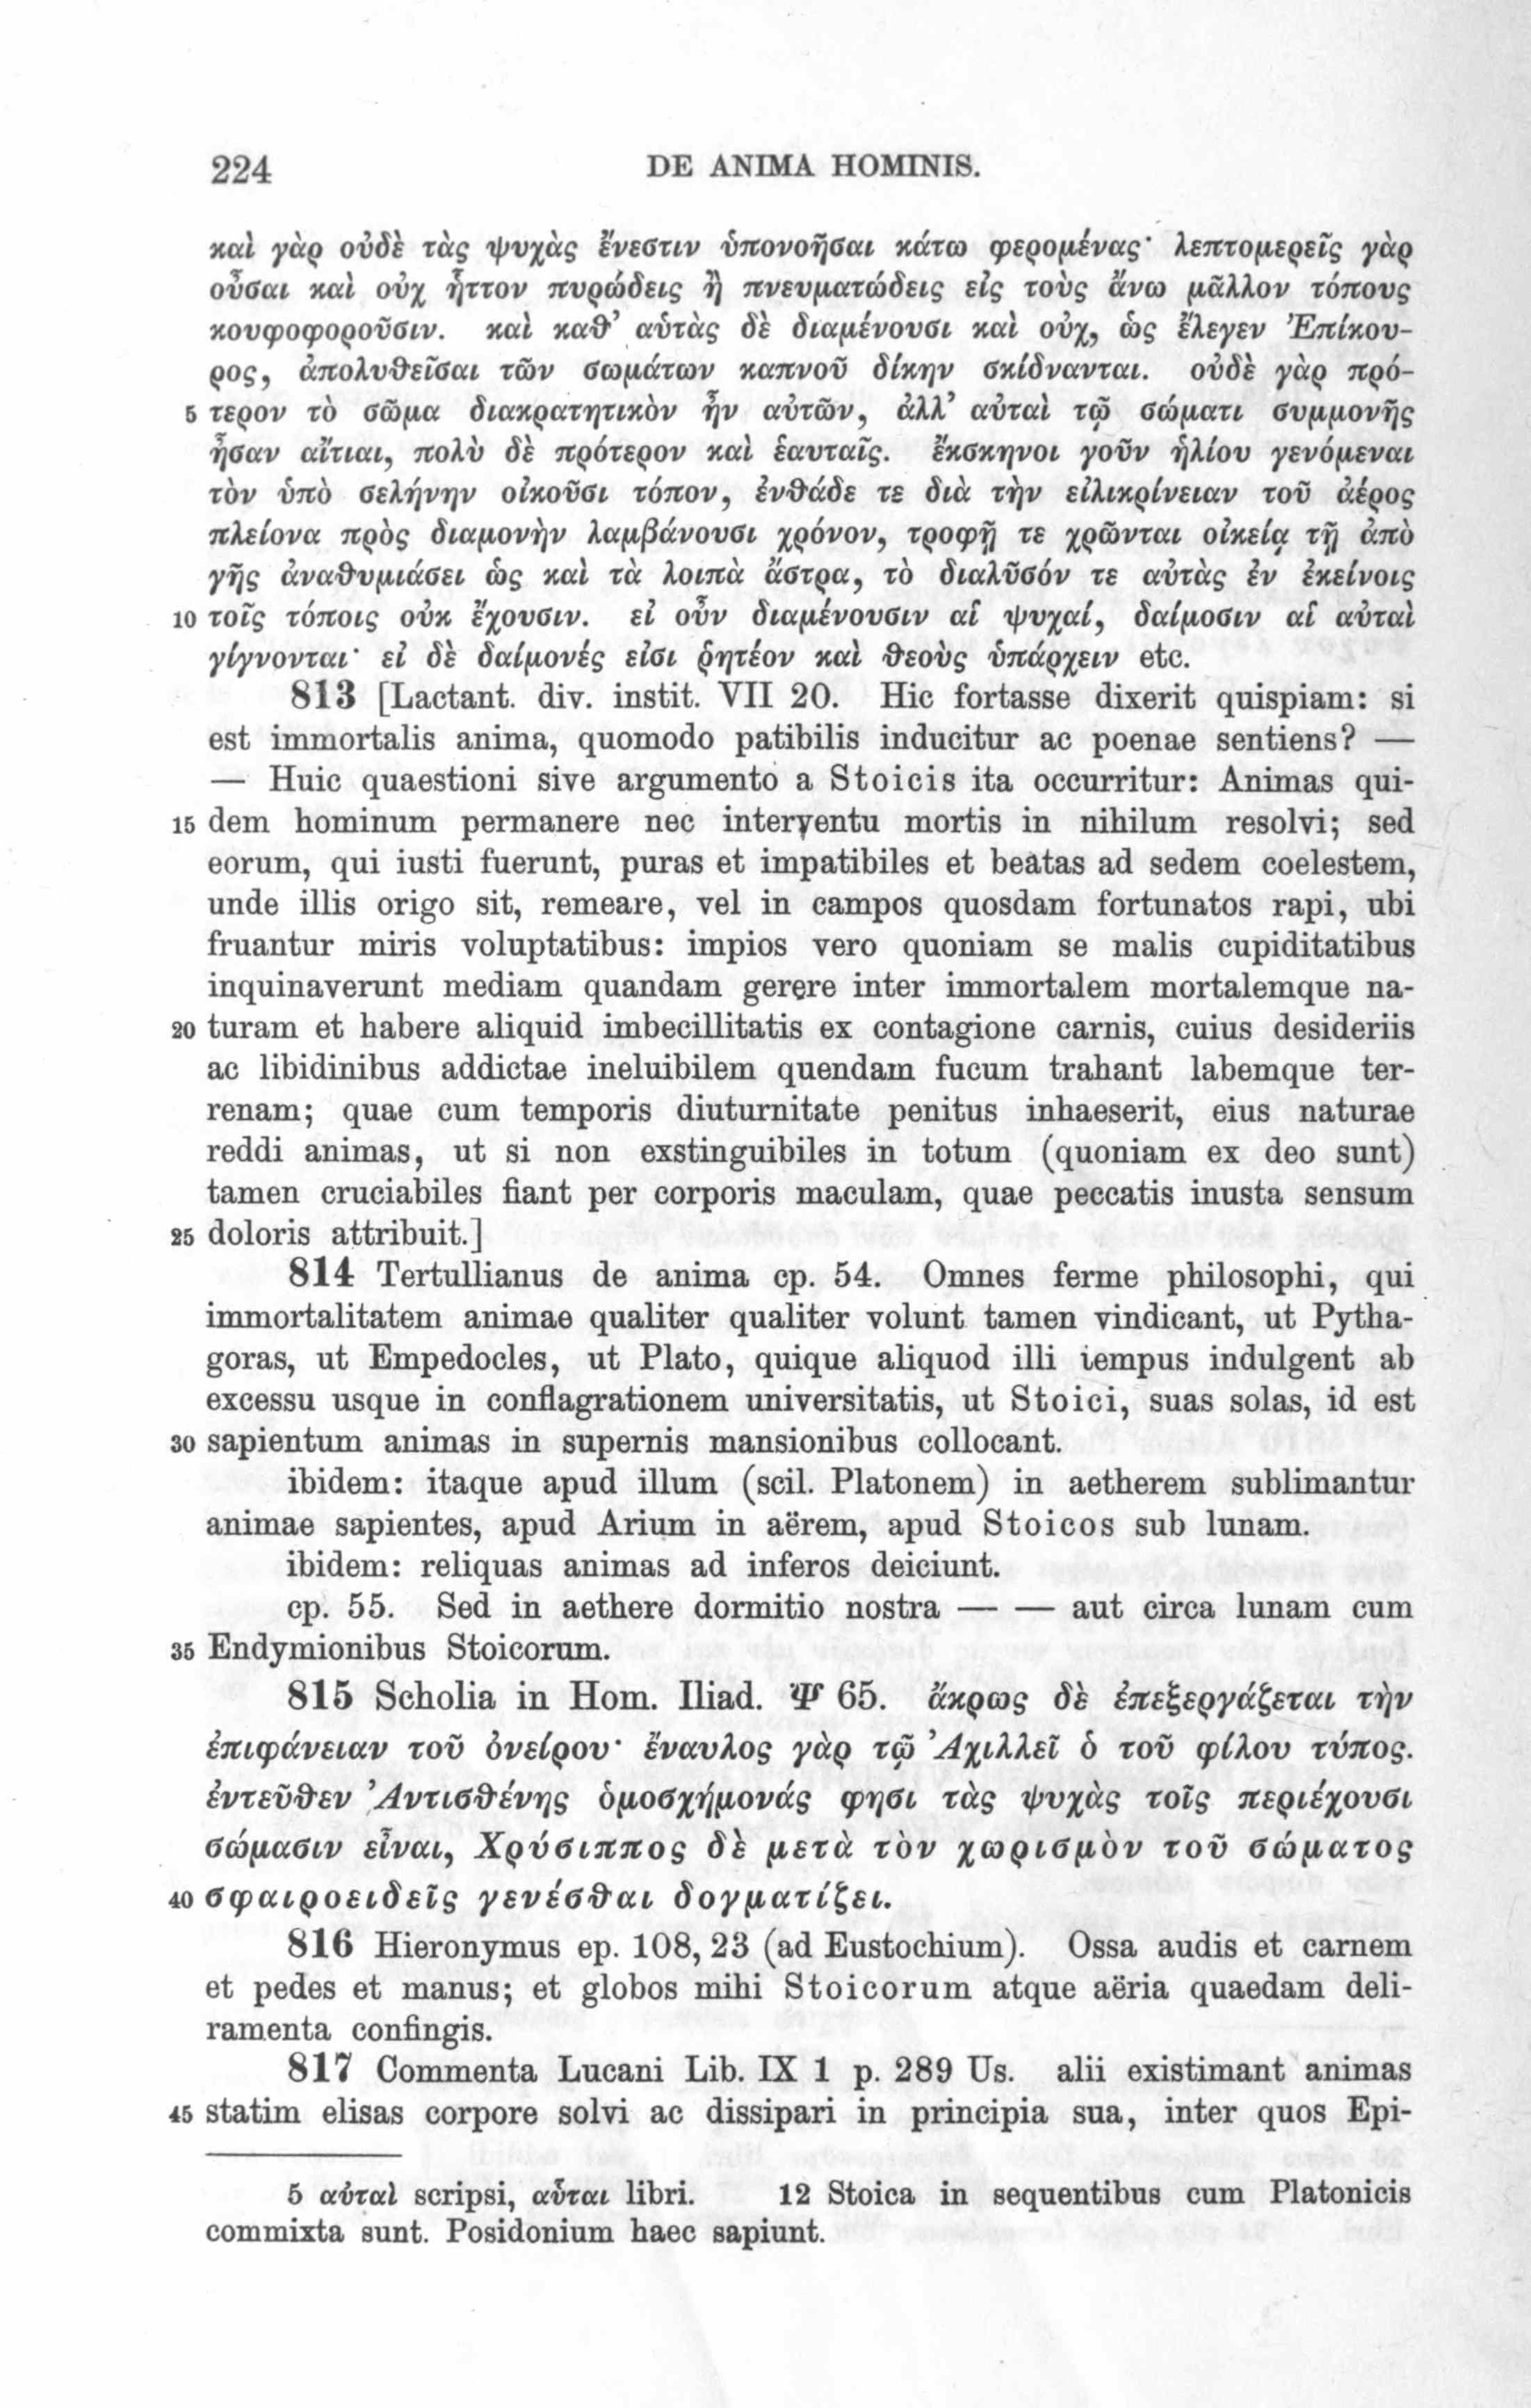 224 DE ANIMA HOMINIS.
καὶ γὰρ οὐδὲ τὰς ψυχὰς ἔνεστιν ὑπονοῆσαι κάτω φερομένας· λεπτομερεῖς γὰρ
οὖσαι καὶ οὐχ ἧττον πυρώδεις ἢ πνευματώδεις εἰς τοὺς ἄνω μᾶλλον τόπους
κουφοφοροῦσιν. καὶ καθ’ αὑτὰς δὲ διαμένουσι καὶ οὐχ, ὡς ἔλεγεν Ἐπίκου-
ρος, ἀπολυθεῖσαι τῶν σωμάτων καπνοῦ δίκην σκίδνανται. οὐδὲ γὰρ πρό-
5 τερον τὸ σῶμα διακρατητικὸν ἦν αὐτῶν, ἀλλ’ αὐταὶ τῷ σώματι συμμονῆς
ἦσαν αἴτιαι, πολὺ δὲ πρότερον καὶ ἑαυταῖς. ἔκσκηνοι γοῦν ἡλίου γενόμεναι
τὸν ὑπὸ σελήνην οἰκοῦσι τόπον, ἐνθάδε τε διὰ τὴν εἰλικρίνειαν τοῦ ἀέρος
πλείονα πρὸς διαμονὴν λαμβάνουσι χρόνον, τροφῇ τε χρῶνται οἰκείᾳ τῇ ἀπὸ
γῆς ἀναθυμιάσει ὡς καὶ τὰ λοιπὰ ἄστρα, τὸ διαλῦσόν τε αὐτὰς ἐν ἐκείνοις
10 τοῖς τόποις οὐκ ἔχουσιν. εἰ οὖν διαμένουσιν αἱ ψυχαί, δαίμοσιν αἱ αὐταὶ
γίγνονται· εἰ δὲ δαίμονές εἰσι ῥητέον καὶ θεοὺς ὑπάρχειν etc.
813 [Lactant. div. instit. VII 20. Hic fortasse dixerit quispiam: si
est immortalis anima, quomodo patibilis inducitur ac poenae sentiens? —
— Huic quaestioni sive argumento a Stoicis ita occurritur: Animas qui-
15 dem hominum permanere nec interventu mortis in nihilum resolvi; sed
eorum, qui iusti fuerunt, puras et impatibiles et beatas ad sedem coelestem,
unde illis origo sit, remeare, vel in campos quosdam fortunatos rapi, ubi
fruantur miris voluptatibus: impios vero quoniam se malis cupiditatibus
inquinaverunt mediam quandam gerere inter immortalem mortalemque na-
20 turam et habere aliquid imbecillitatis ex contagione carnis, cuius desideriis
ac libidinibus addictae ineluibilem quendam fucum trahant labemque ter-
renam; quae cum temporis diuturnitate penitus inhaeserit, eius naturae
reddi animas, ut si non exstinguibiles in totum (quoniam ex deo sunt)
tamen cruciabiles fiant per corporis maculam, quae peccatis inusta sensum
25 doloris attribuit.]
814 Tertullianus de anima cp. 54. Omnes ferme philosophi, qui
immortalitatem animae qualiter qualiter volunt tamen vindicant, ut Pytha-
goras, ut Empedocles, ut Plato, quique aliquod illi tempus indulgent ab
excessu usque in conflagrationem universitatis, ut Stoici, suas solas, id est
30 sapientum animas in supernis mansionibus collocant.
ibidem: itaque apud illum (scil. Platonem) in aetherem sublimantur
animae sapientes, apud Arium in aërem, apud Stoicos sub lunam.
ibidem: reliquas animas ad inferos deiciunt.
cp. 55. Sed in aethere dormitio nostra — — aut circa lunam cum
35 Endymionibus Stoicorum.
815 Scholia in Hom. Iliad. Ψ 65. ἄκρως δὲ ἐπεξεργάζεται τὴν
ἐπιφάνειαν τοῦ ὀνείρου· ἔναυλος γὰρ τῷ Ἀχιλλεῖ ὁ τοῦ φίλου τύπος.
ἐντεῦθεν Ἀντισθένης ὁμοσχήμονάς φησι τὰς ψυχὰς τοῖς περιέχουσι
σώμασιν εἶναι, Χρύσιππος δὲ μετὰ τὸν χωρισμὸν τοῦ σώματος
40 σφαιροειδεῖς γενέσθαι δογματίζει.
816 Hieronymus ep. 108, 23 (ad Eustochium). Ossa audis et carnem
et pedes et manus; et globos mihi Stoicorum atque aëria quaedam deli-
ramenta confingis.
817 Commenta Lucani Lib. IX 1 p. 289 Us. alii existimant animas
45 statim elisas corpore solvi ac dissipari in principia sua, inter quos Epi-
5 αὐταὶ scripsi, αὗται libri. 12 Stoica in sequentibus cum Platonicis
commixta sunt. Posidonium haec sapiunt.